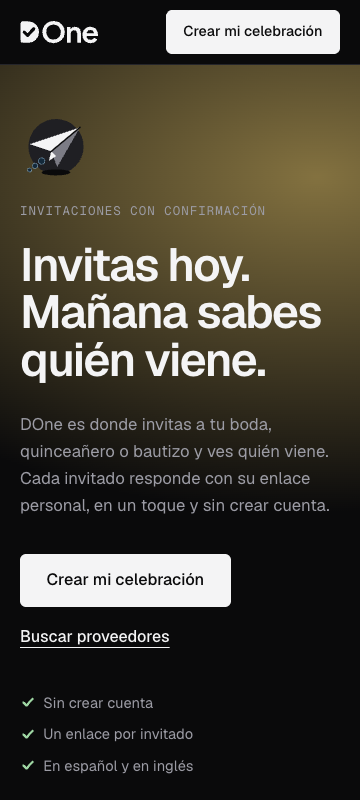 DOne
Crear mi celebración
INVITACIONES CON CONFIRMACIÓN
Invitas hoy.
Mañana sabes
quién viene.
DOne es donde invitas a tu boda,
quinceañero o bautizo y ves quién viene.
Cada invitado responde con su enlace
personal, en un toque y sin crear cuenta.
Crear mi celebración
Buscar proveedores
Sin crear cuenta
Un enlace por invitado
En español y en inglés